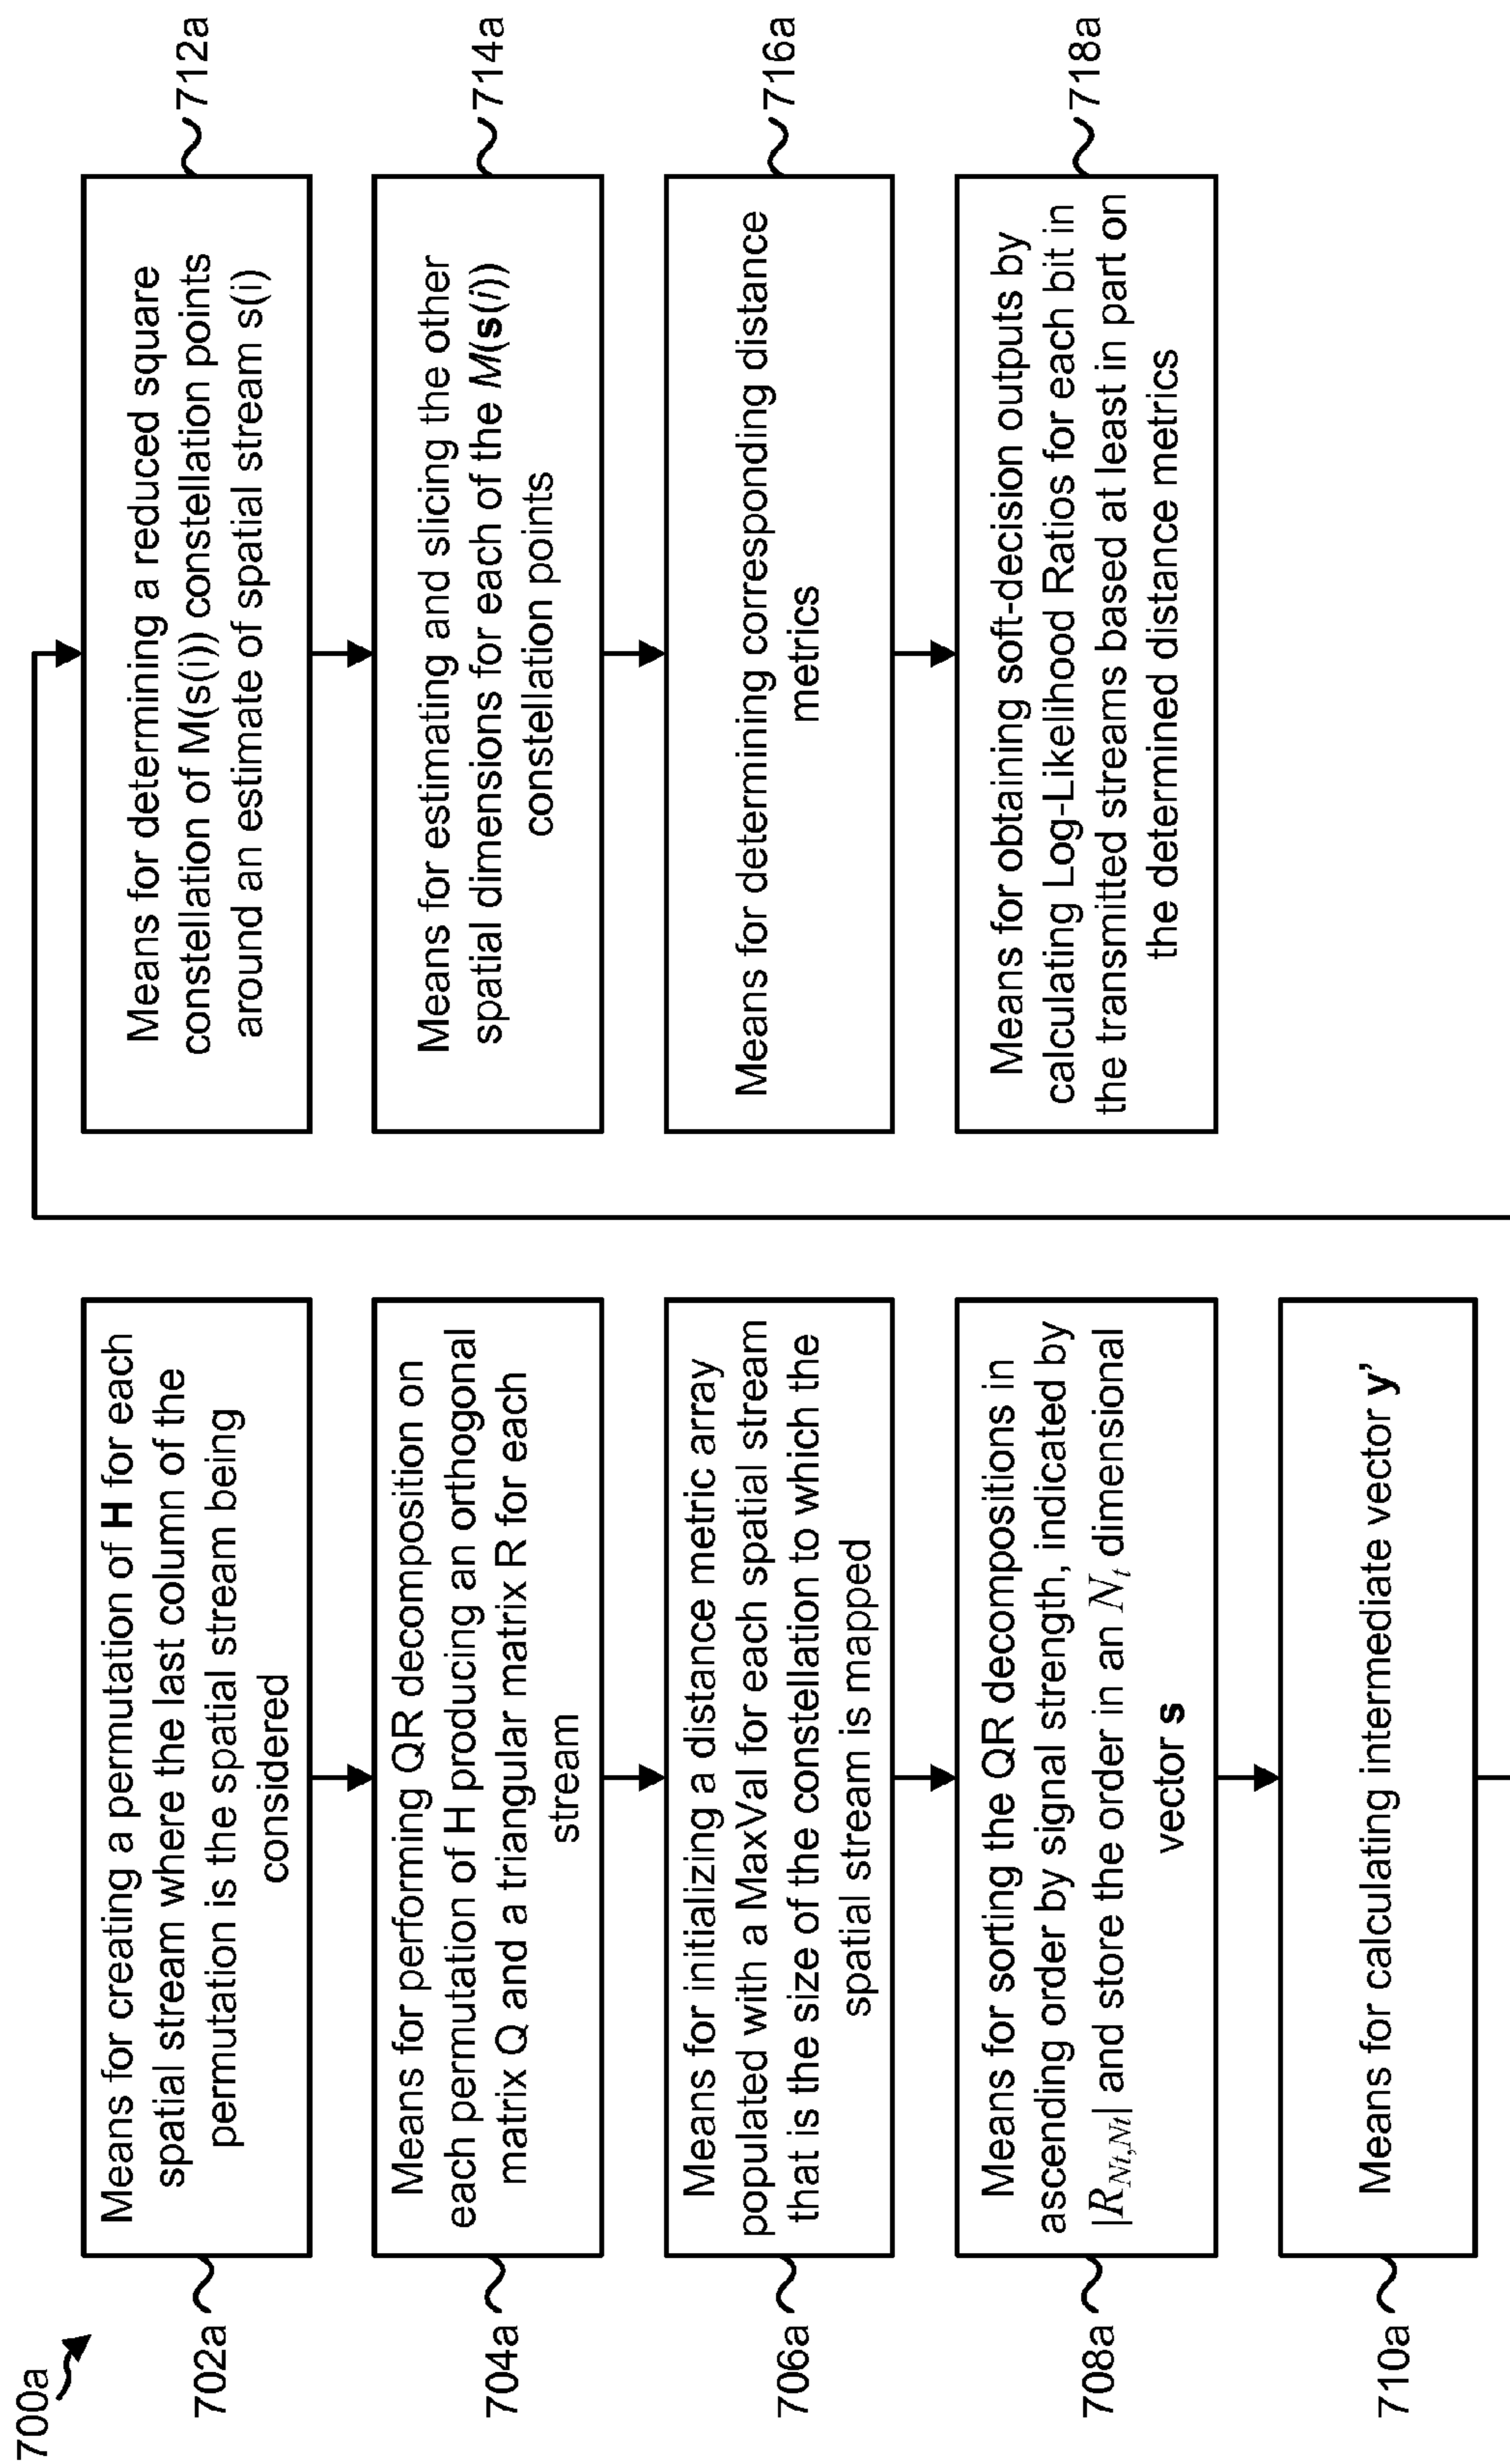 700a
702a
Means for creating a permutation of H for each
spatial stream where the last column of the
permutation is the spatial stream being
considered
704a
Means for performing QR decomposition on
each permutation of H producing an orthogonal
matrix Q and a triangular matrix R for each
stream
706a
Means for initializing a distance metric array
populated with a MaxVal for each spatial stream
that is the size of the constellation to which the
spatial stream is mapped
708a
Means for sorting the QR decompositions in
ascending order by signal strength, indicated by
|R_{Nt,Nt}| and store the order in an N_t dimensional
vector s
710a
Means for calculating intermediate vector y'
712a
Means for determining a reduced square
constellation of M(s(i)) constellation points
around an estimate of spatial stream s(i)
714a
Means for estimating and slicing the other
spatial dimensions for each of the M(s(i))
constellation points
716a
Means for determining corresponding distance
metrics
718a
Means for obtaining soft-decision outputs by
calculating Log-Likelihood Ratios for each bit in
the transmitted streams based at least in part on
the determined distance metrics